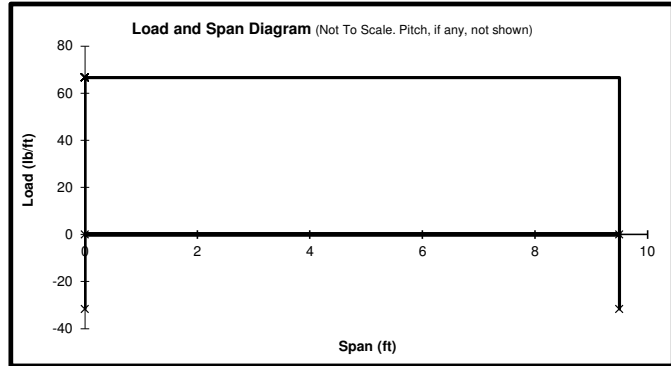 Load and Span Diagram (Not To Scale. Pitch, if any, not shown)
80
60
40
20
0
-20
-40
Load (lb/ft)
0 2 4 6 8 10
Span (ft)